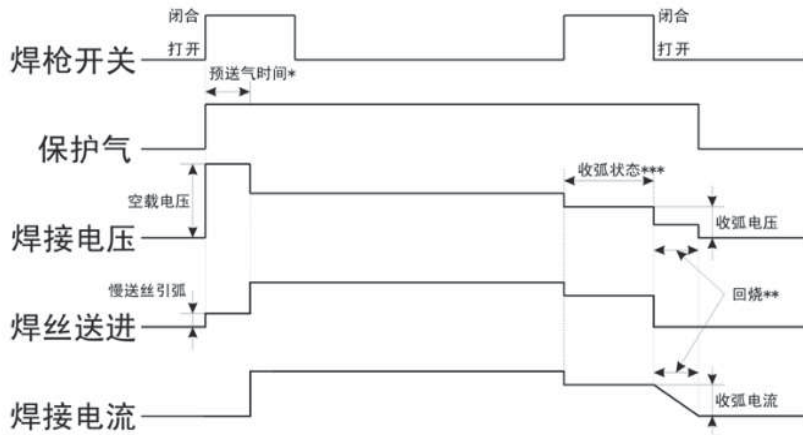 闭合
闭合
焊枪开关
打开
打开
预送气时间*
保护气
收弧状态***
空载电压
收弧电压
焊接电压
慢送丝引弧
回烧**
焊丝送进
收弧电流
焊接电流